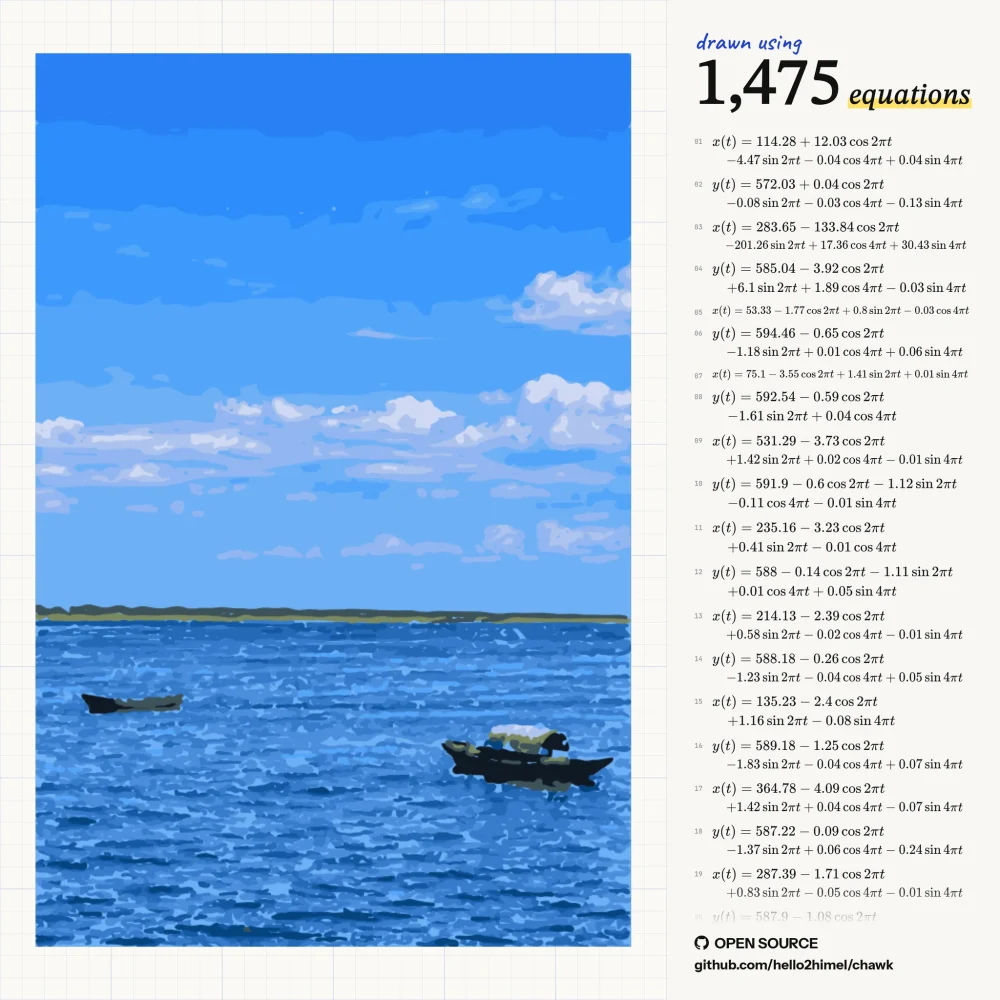 drawn using
1,475 equations
01 x(t) = 114.28 + 12.03 cos 2πt
−4.47 sin 2πt − 0.04 cos 4πt + 0.04 sin 4πt
02 y(t) = 572.03 + 0.04 cos 2πt
−0.08 sin 2πt − 0.03 cos 4πt − 0.13 sin 4πt
03 x(t) = 283.65 − 133.84 cos 2πt
−201.26 sin 2πt + 17.36 cos 4πt + 30.43 sin 4πt
04 y(t) = 585.04 − 3.92 cos 2πt
+6.1 sin 2πt + 1.89 cos 4πt − 0.03 sin 4πt
05 x(t) = 53.33 − 1.77 cos 2πt + 0.8 sin 2πt − 0.03 cos 6πt
06 y(t) = 594.46 − 0.65 cos 2πt
−1.18 sin 2πt + 0.01 cos 4πt + 0.06 sin 4πt
07 x(t) = 75.1 − 3.55 cos 2πt + 1.41 sin 2πt + 0.01 sin 4πt
08 y(t) = 592.54 − 0.59 cos 2πt
−1.61 sin 2πt + 0.04 cos 4πt
09 x(t) = 531.29 − 3.73 cos 2πt
+1.42 sin 2πt + 0.02 cos 4πt − 0.01 sin 4πt
10 y(t) = 591.9 − 0.6 cos 2πt − 1.12 sin 2πt
−0.11 cos 4πt − 0.01 sin 4πt
11 x(t) = 235.16 − 3.23 cos 2πt
+0.41 sin 2πt − 0.01 cos 4πt
12 y(t) = 588 − 0.14 cos 2πt − 1.11 sin 2πt
+0.01 cos 4πt + 0.05 sin 4πt
13 x(t) = 214.13 − 2.39 cos 2πt
+0.58 sin 2πt − 0.02 cos 4πt − 0.01 sin 4πt
14 y(t) = 588.18 − 0.26 cos 2πt
−1.23 sin 2πt − 0.04 cos 4πt + 0.05 sin 4πt
15 x(t) = 135.23 − 2.4 cos 2πt
+1.16 sin 2πt − 0.08 sin 4πt
16 y(t) = 589.18 − 1.25 cos 2πt
−1.83 sin 2πt − 0.04 cos 4πt + 0.07 sin 4πt
17 x(t) = 364.78 − 4.09 cos 2πt
+1.42 sin 2πt + 0.04 cos 4πt − 0.07 sin 4πt
18 y(t) = 587.22 − 0.09 cos 2πt
−1.37 sin 2πt + 0.06 cos 4πt − 0.24 sin 4πt
19 x(t) = 287.39 − 1.71 cos 2πt
+0.83 sin 2πt − 0.05 cos 4πt − 0.01 sin 4πt
y(t) = 587.9 − 1.08 cos 2πt
OPEN SOURCE
github.com/hello2himel/chawk